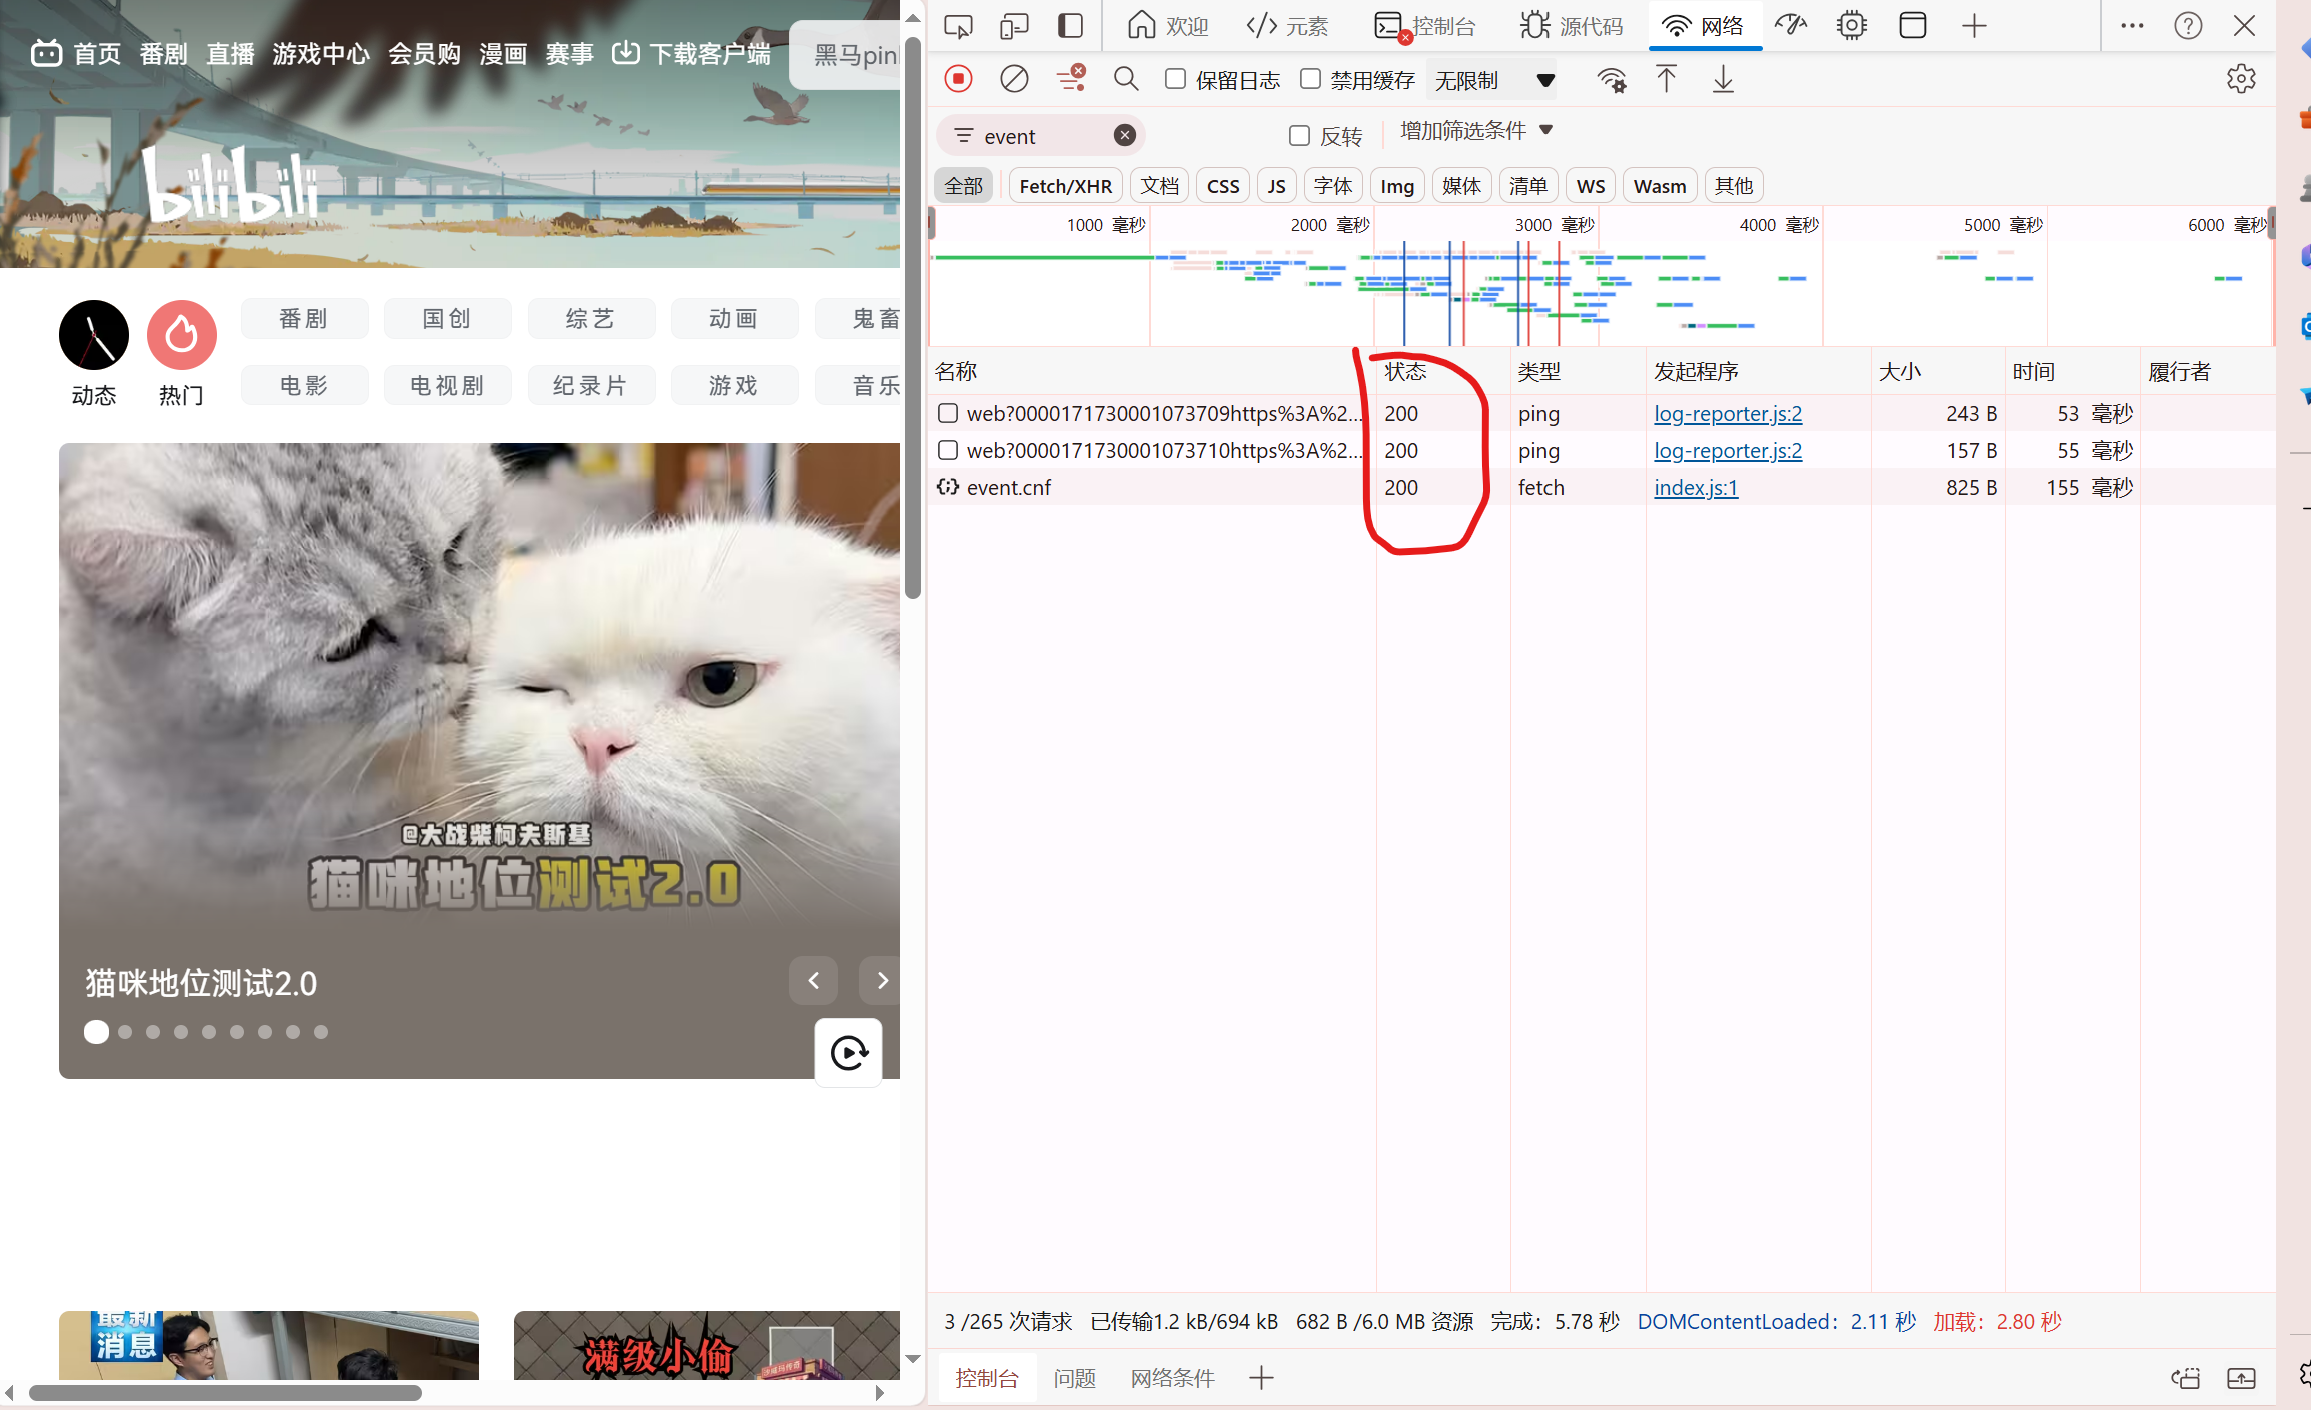 首页 番剧 直播 游戏中心 会员购 漫画 赛事 下载客户端
黑马pin
bilibili
动态 热门
番剧 国创 综艺 动画 鬼畜
电影 电视剧 纪录片 游戏 音乐
@大战柴柯夫斯基
猫咪地位测试2.0
猫咪地位测试2.0
最新
消息
满级小偷
欢迎 元素 控制台 源代码 网络
保留日志 禁用缓存 无限制
event 反转 增加筛选条件
全部 Fetch/XHR 文档 CSS JS 字体 Img 媒体 清单 WS Wasm 其他
1000 毫秒 2000 毫秒 3000 毫秒 4000 毫秒 5000 毫秒 6000 毫秒
名称 状态 类型 发起程序 大小 时间 履行者
web?0000171730001073709https%3A%2... 200 ping log-reporter.js:2 243 B 53 毫秒
web?0000171730001073710https%3A%2... 200 ping log-reporter.js:2 157 B 55 毫秒
event.cnf 200 fetch index.js:1 825 B 155 毫秒
3 /265 次请求 已传输1.2 kB/694 kB 682 B /6.0 MB 资源 完成：5.78 秒 DOMContentLoaded：2.11 秒 加载：2.80 秒
控制台 问题 网络条件